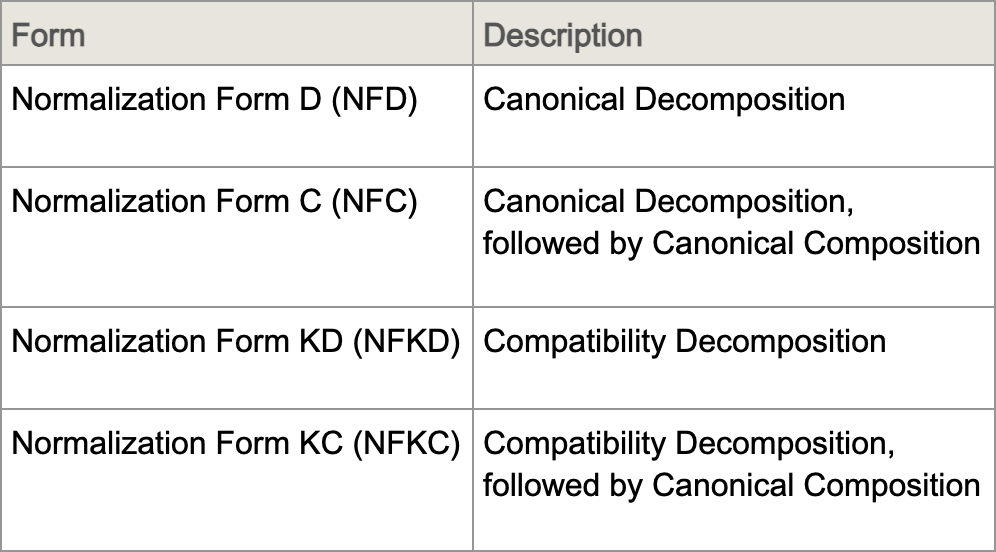 Form Description
Normalization Form D (NFD) Canonical Decomposition
Normalization Form C (NFC) Canonical Decomposition,
followed by Canonical Composition
Normalization Form KD (NFKD) Compatibility Decomposition
Normalization Form KC (NFKC) Compatibility Decomposition,
followed by Canonical Composition